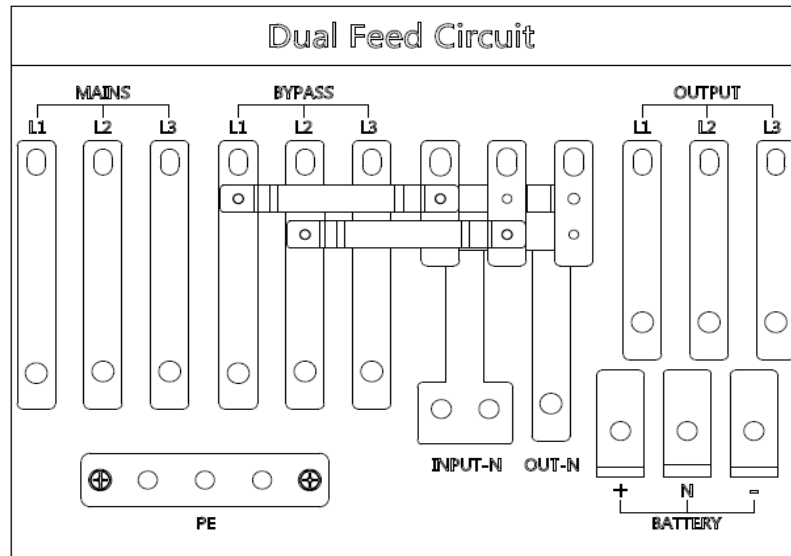 Dual Feed Circuit
MAINS BYPASS OUTPUT
L1 L2 L3 L1 L2 L3 L1 L2 L3
INPUT-N OUT-N
+ N -
PE BATTERY